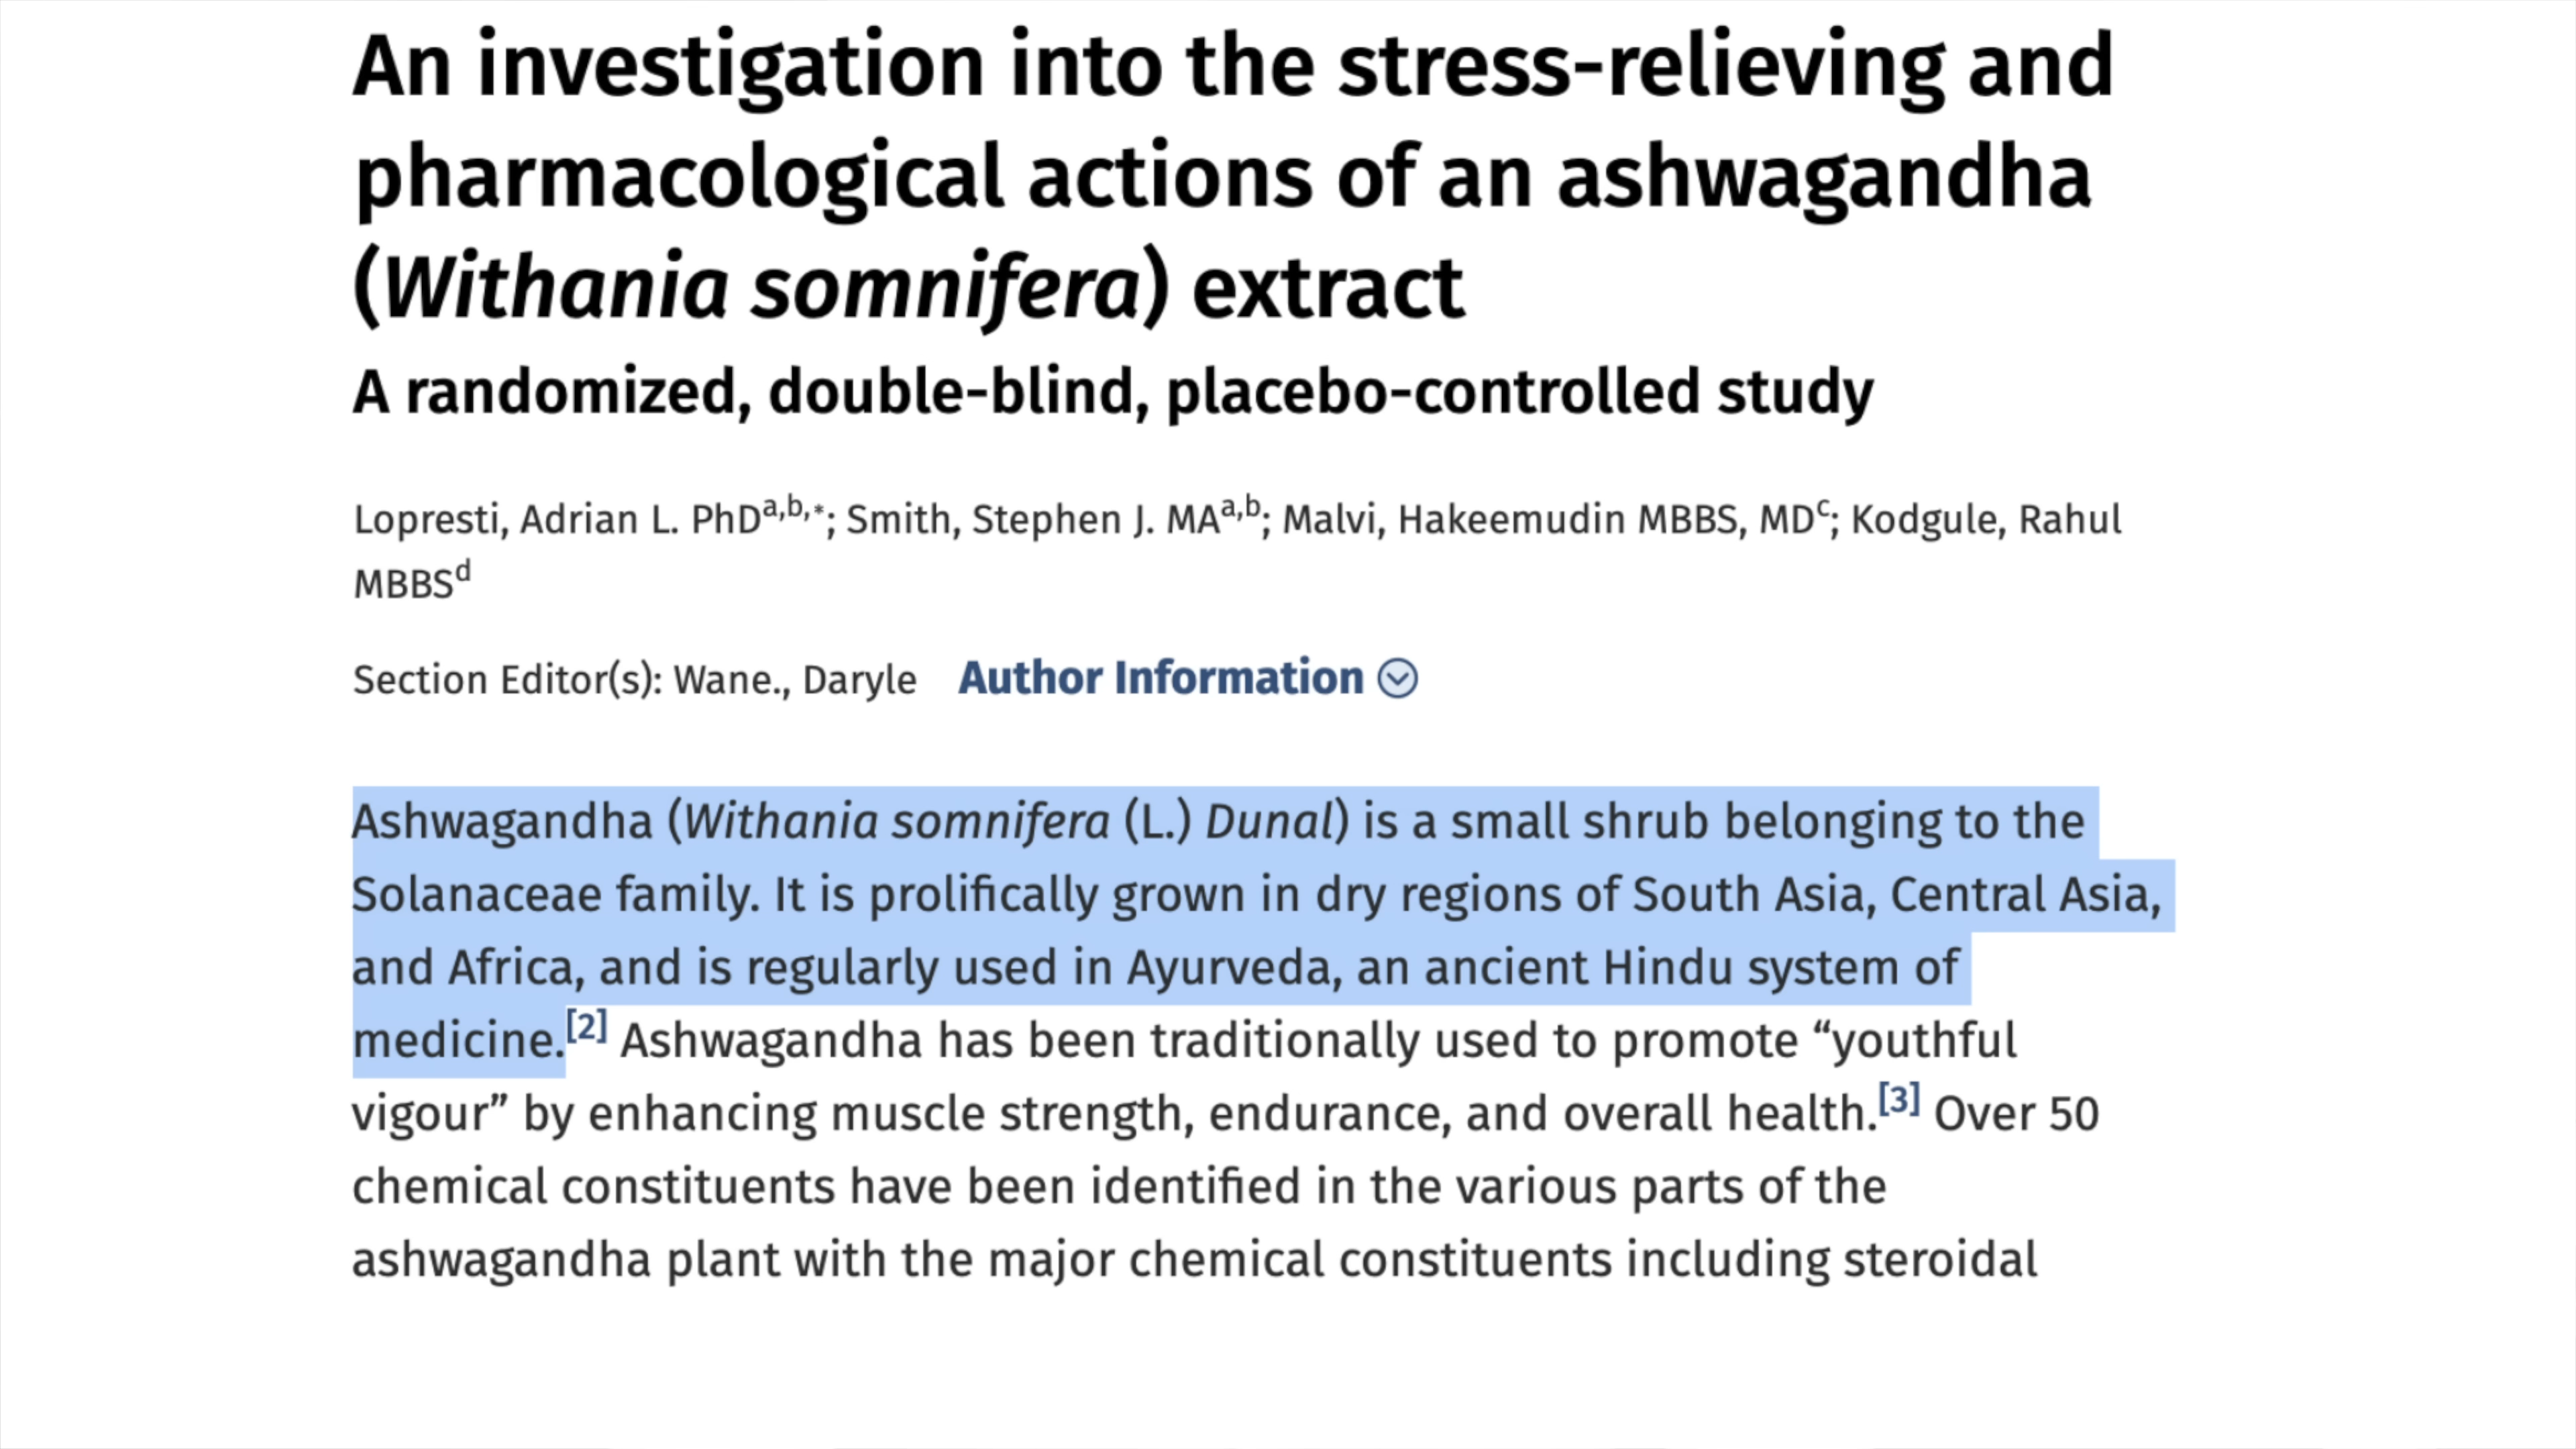 An investigation into the stress-relieving and
pharmacological actions of an ashwagandha
(Withania somnifera) extract
A randomized, double-blind, placebo-controlled study
Lopresti, Adrian L. PhDa,b,*; Smith, Stephen J. MAa,b; Malvi, Hakeemudin MBBS, MDc; Kodgule, Rahul
MBBSd
Section Editor(s): Wane., Daryle Author Information
Ashwagandha (Withania somnifera (L.) Dunal) is a small shrub belonging to the
Solanaceae family. It is prolifically grown in dry regions of South Asia, Central Asia,
and Africa, and is regularly used in Ayurveda, an ancient Hindu system of
medicine.[2] Ashwagandha has been traditionally used to promote “youthful
vigour” by enhancing muscle strength, endurance, and overall health.[3] Over 50
chemical constituents have been identified in the various parts of the
ashwagandha plant with the major chemical constituents including steroidal